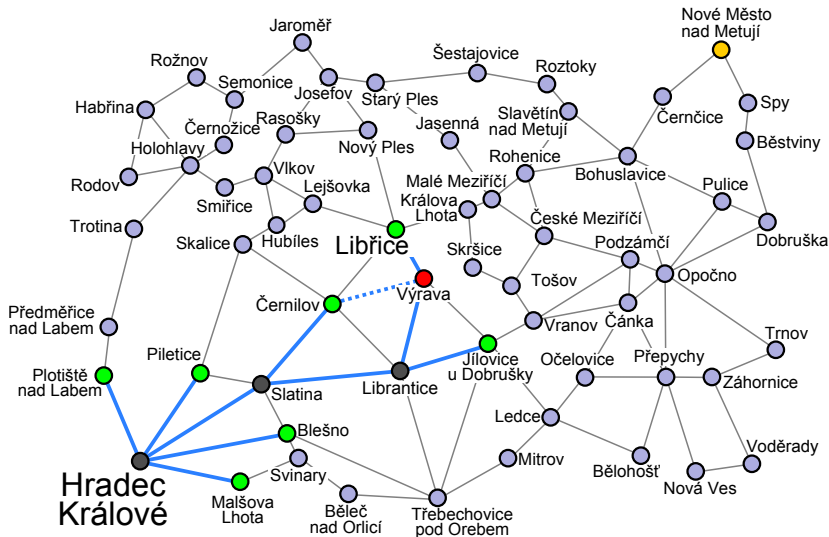 Nové Město
nad Metují
Jaroměř
Šestajovice
Rožnov
Semonice
Josefov
Starý Ples
Roztoky
Habřina
Rasošky
Slavětín
nad Metují
Černčice
Spy
Černožice
Jasenná
Holohlavy
Nový Ples
Běstviny
Rohenice
Bohuslavice
Vlkov
Lejšovka
Malé Meziříčí
Rodov
Smiřice
Králova
Lhota
Pulice
Trotina
České Meziříčí
Dobruška
Skalice
Hubíles
Libřice
Podzámčí
Skršice
Opočno
Tošov
Černilov
Výrava
Předměřice
nad Labem
Vranov
Čánka
Trnov
Piletice
Jílovice
u Dobrušky
Očelovice
Přepychy
Plotiště
nad Labem
Slatina
Librantice
Záhornice
Blešno
Ledce
Voděrady
Hradec
Králové
Svinary
Mitrov
Bělohošť
Nová Ves
Malšova
Lhota
Běleč
nad Orlicí
Třebechovice
pod Orebem